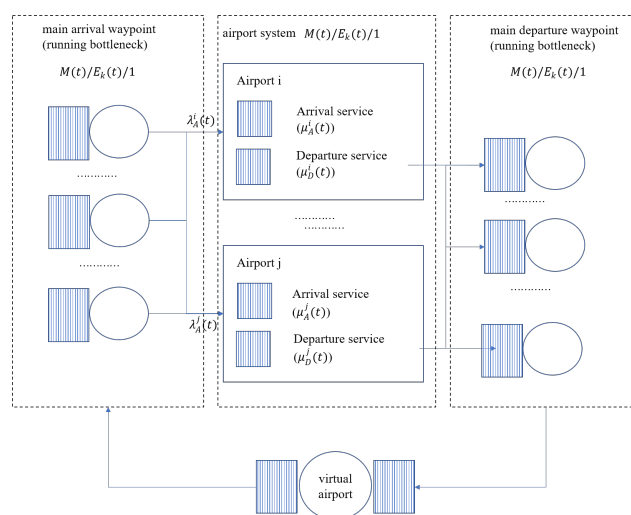 main arrival waypoint
(running bottleneck)
M(t)/E_k(t)/1
airport system M(t)/E_k(t)/1
main departure waypoint
(running bottleneck)
M(t)/E_k(t)/1
Airport i
λ_A^i(t)
Arrival service
(μ_A^i(t))
Departure service
(μ_D^i(t))
............
............
............
............
............
Airport j
............
............
λ_A^j(t)
Arrival service
(μ_A^j(t))
Departure service
(μ_D^j(t))
virtual
airport